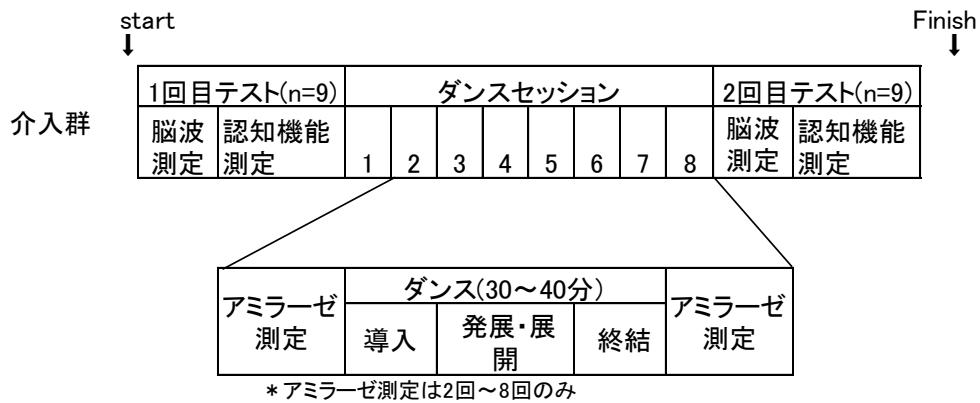 start
Finish
1回目テスト(n=9)
ダンスセッション
2回目テスト(n=9)
介入群
脳波
測定
認知機能
測定
1 2 3 4 5 6 7 8
脳波
測定
認知機能
測定
アミラーゼ
測定
ダンス(30～40分)
導入
発展・展
開
終結
アミラーゼ
測定
*アミラーゼ測定は2回～8回のみ